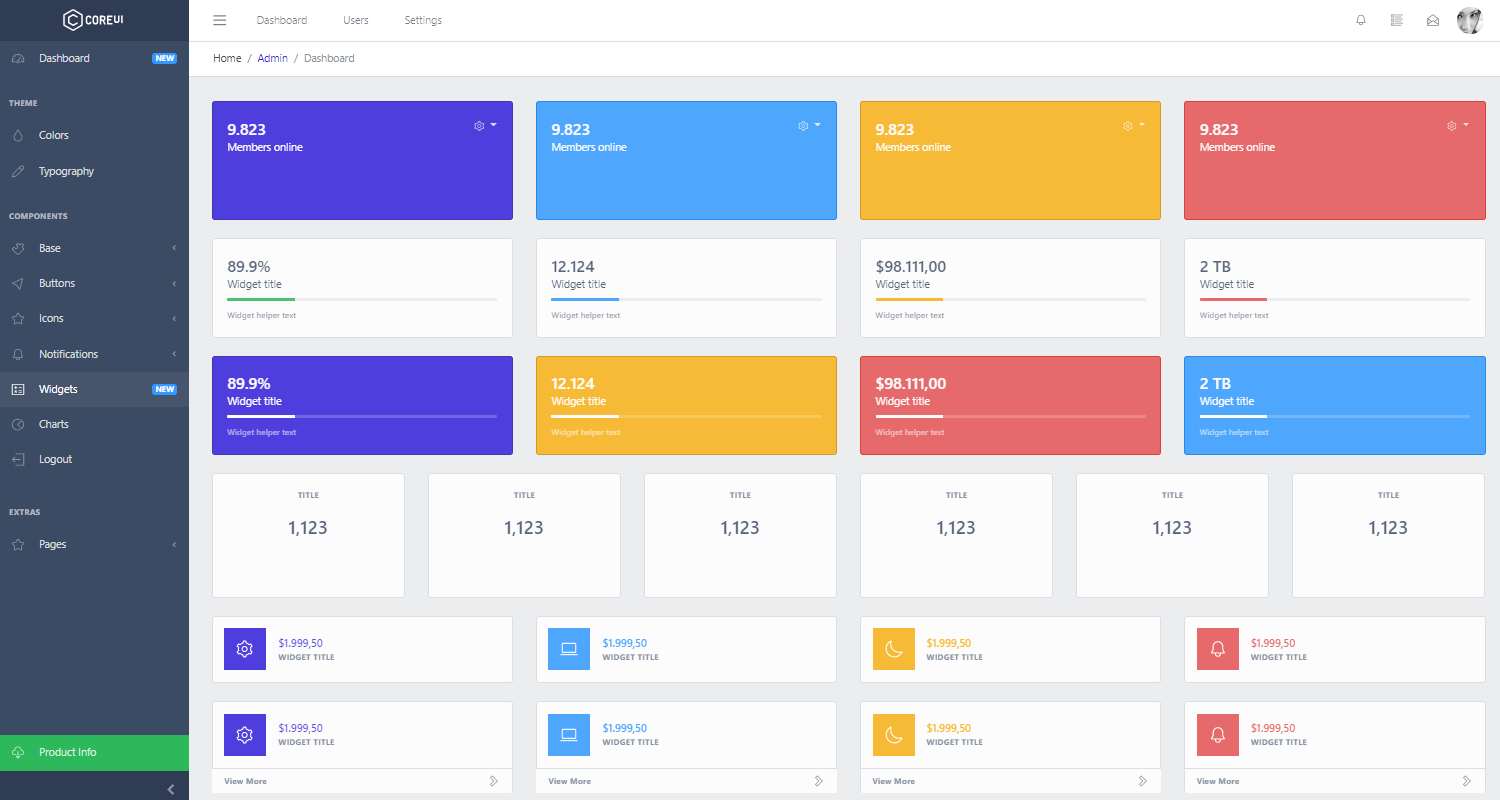 COREUI
Dashboard Users Settings
Dashboard NEW
Home / Admin / Dashboard
THEME
Colors
Typography
COMPONENTS
Base
Buttons
Icons
Notifications
Widgets NEW
Charts
Logout
EXTRAS
Pages
Product Info
9.823 9.823 9.823 9.823
Members online Members online Members online Members online
89.9% 12.124 $98.111,00 2 TB
Widget title Widget title Widget title Widget title
Widget helper text Widget helper text Widget helper text Widget helper text
89.9% 12.124 $98.111,00 2 TB
Widget title Widget title Widget title Widget title
Widget helper text Widget helper text Widget helper text Widget helper text
TITLE TITLE TITLE TITLE TITLE TITLE
1,123 1,123 1,123 1,123 1,123 1,123
$1.999,50 $1.999,50 $1.999,50 $1.999,50
WIDGET TITLE WIDGET TITLE WIDGET TITLE WIDGET TITLE
$1.999,50 $1.999,50 $1.999,50 $1.999,50
WIDGET TITLE WIDGET TITLE WIDGET TITLE WIDGET TITLE
View More View More View More View More